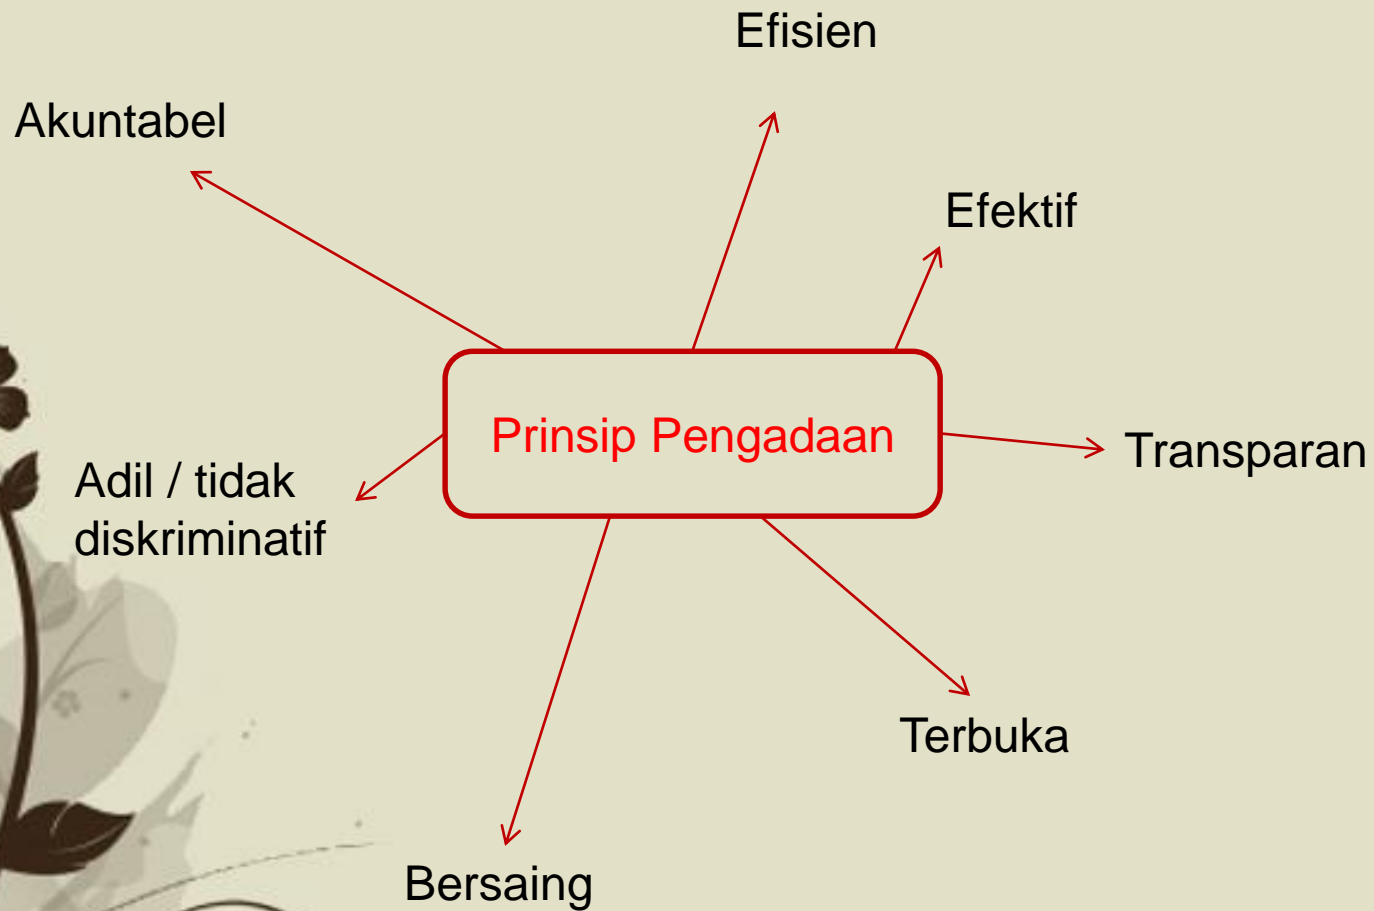 Efisien
Akuntabel
Efektif
Prinsip Pengadaan
Transparan
Adil / tidak
diskriminatif
Terbuka
Bersaing